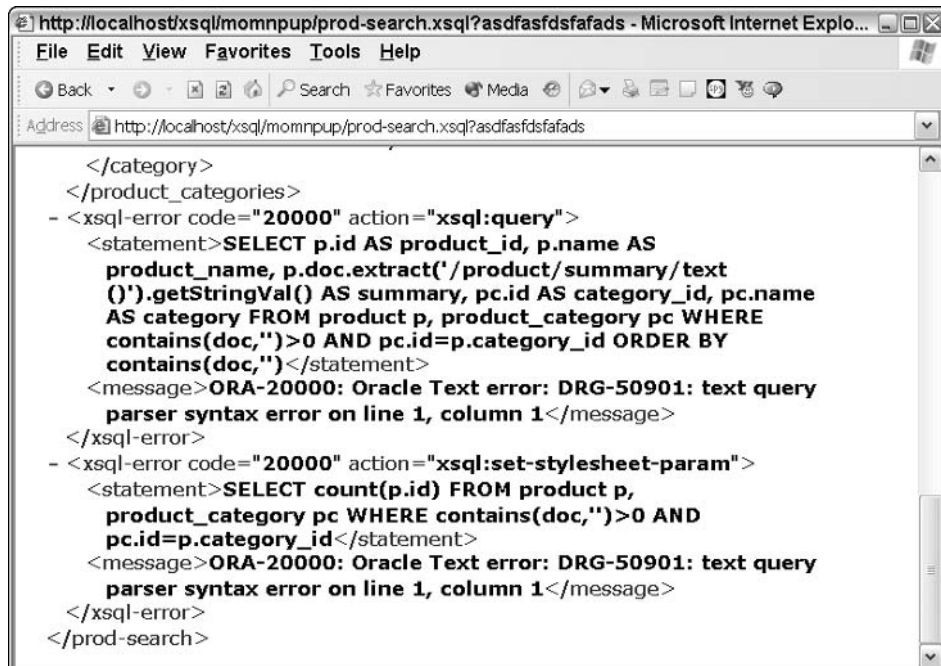 http://localhost/xsql/momnpup/prod-search.xsql?asdfasfdsfafads - Microsoft Internet Explo...
File Edit View Favorites Tools Help
Back Search Favorites Media
Address http://localhost/xsql/momnpup/prod-search.xsql?asdfasfdsfafads
</category>
</product_categories>
- <xsql-error code="20000" action="xsql:query">
<statement>SELECT p.id AS product_id, p.name AS
product_name, p.doc.extract('/product/summary/text
()').getStringVal() AS summary, pc.id AS category_id, pc.name
AS category FROM product p, product_category pc WHERE
contains(doc,'')>0 AND pc.id=p.category_id ORDER BY
contains(doc,'')</statement>
<message>ORA-20000: Oracle Text error: DRG-50901: text query
parser syntax error on line 1, column 1</message>
</xsql-error>
- <xsql-error code="20000" action="xsql:set-stylesheet-param">
<statement>SELECT count(p.id) FROM product p,
product_category pc WHERE contains(doc,'')>0 AND
pc.id=p.category_id</statement>
<message>ORA-20000: Oracle Text error: DRG-50901: text query
parser syntax error on line 1, column 1</message>
</xsql-error>
</prod-search>